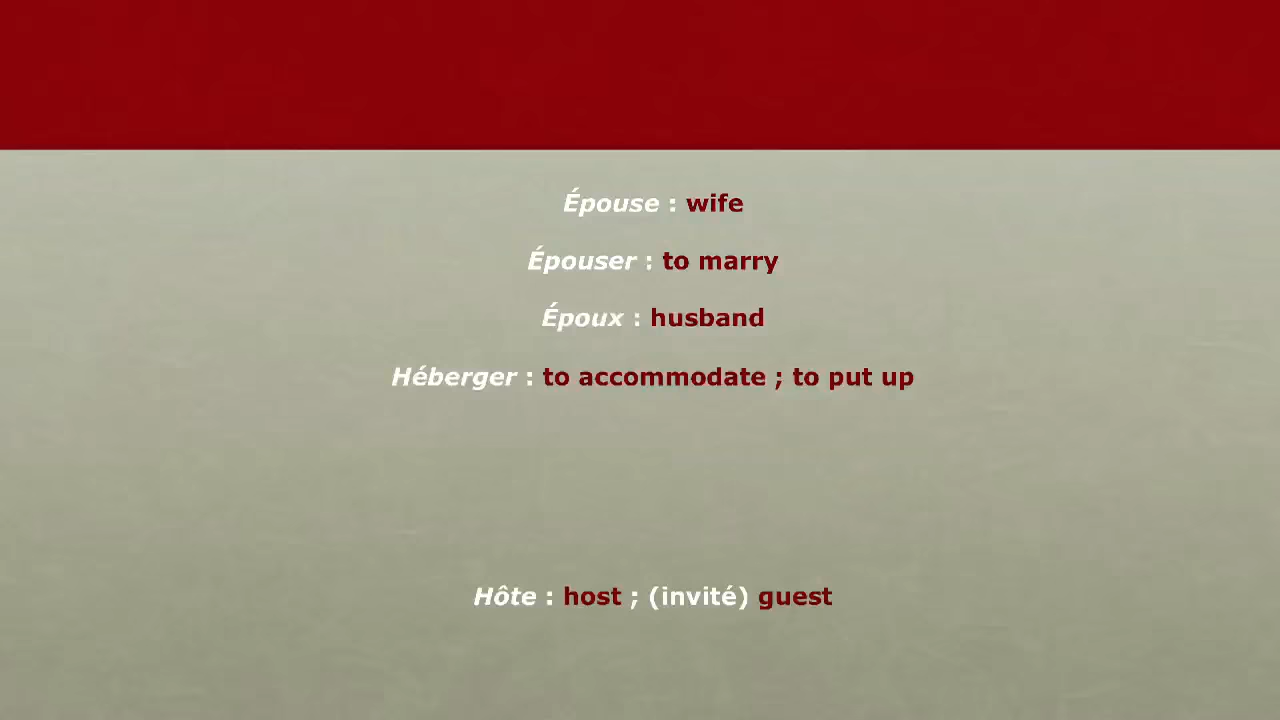 Épouse : wife
Épouser : to marry
Époux : husband
Héberger : to accommodate ; to put up
Hôte : host ; (invité) guest